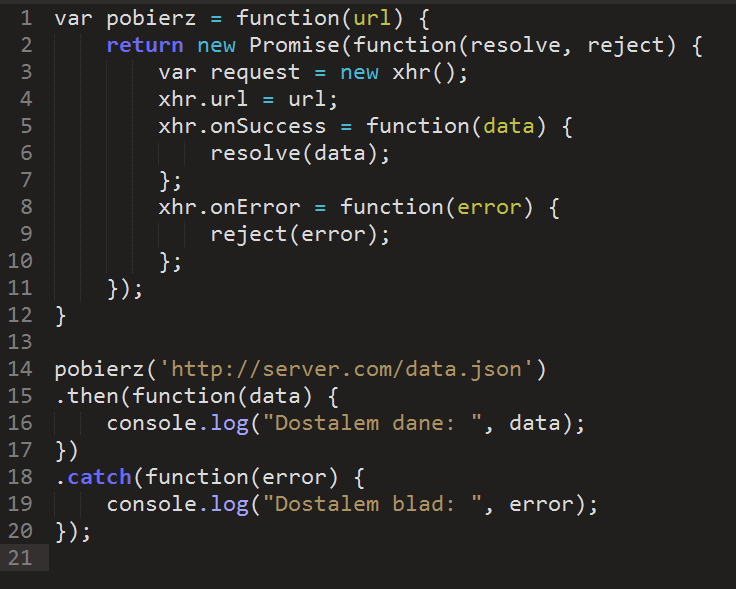 1 var pobierz = function(url) {
2     return new Promise(function(resolve, reject) {
3         var request = new xhr();
4         xhr.url = url;
5         xhr.onSuccess = function(data) {
6             resolve(data);
7         };
8         xhr.onError = function(error) {
9             reject(error);
10         };
11     });
12 }
13
14 pobierz('http://server.com/data.json')
15 .then(function(data) {
16     console.log("Dostalem dane: ", data);
17 })
18 .catch(function(error) {
19     console.log("Dostalem blad: ", error);
20 });
21